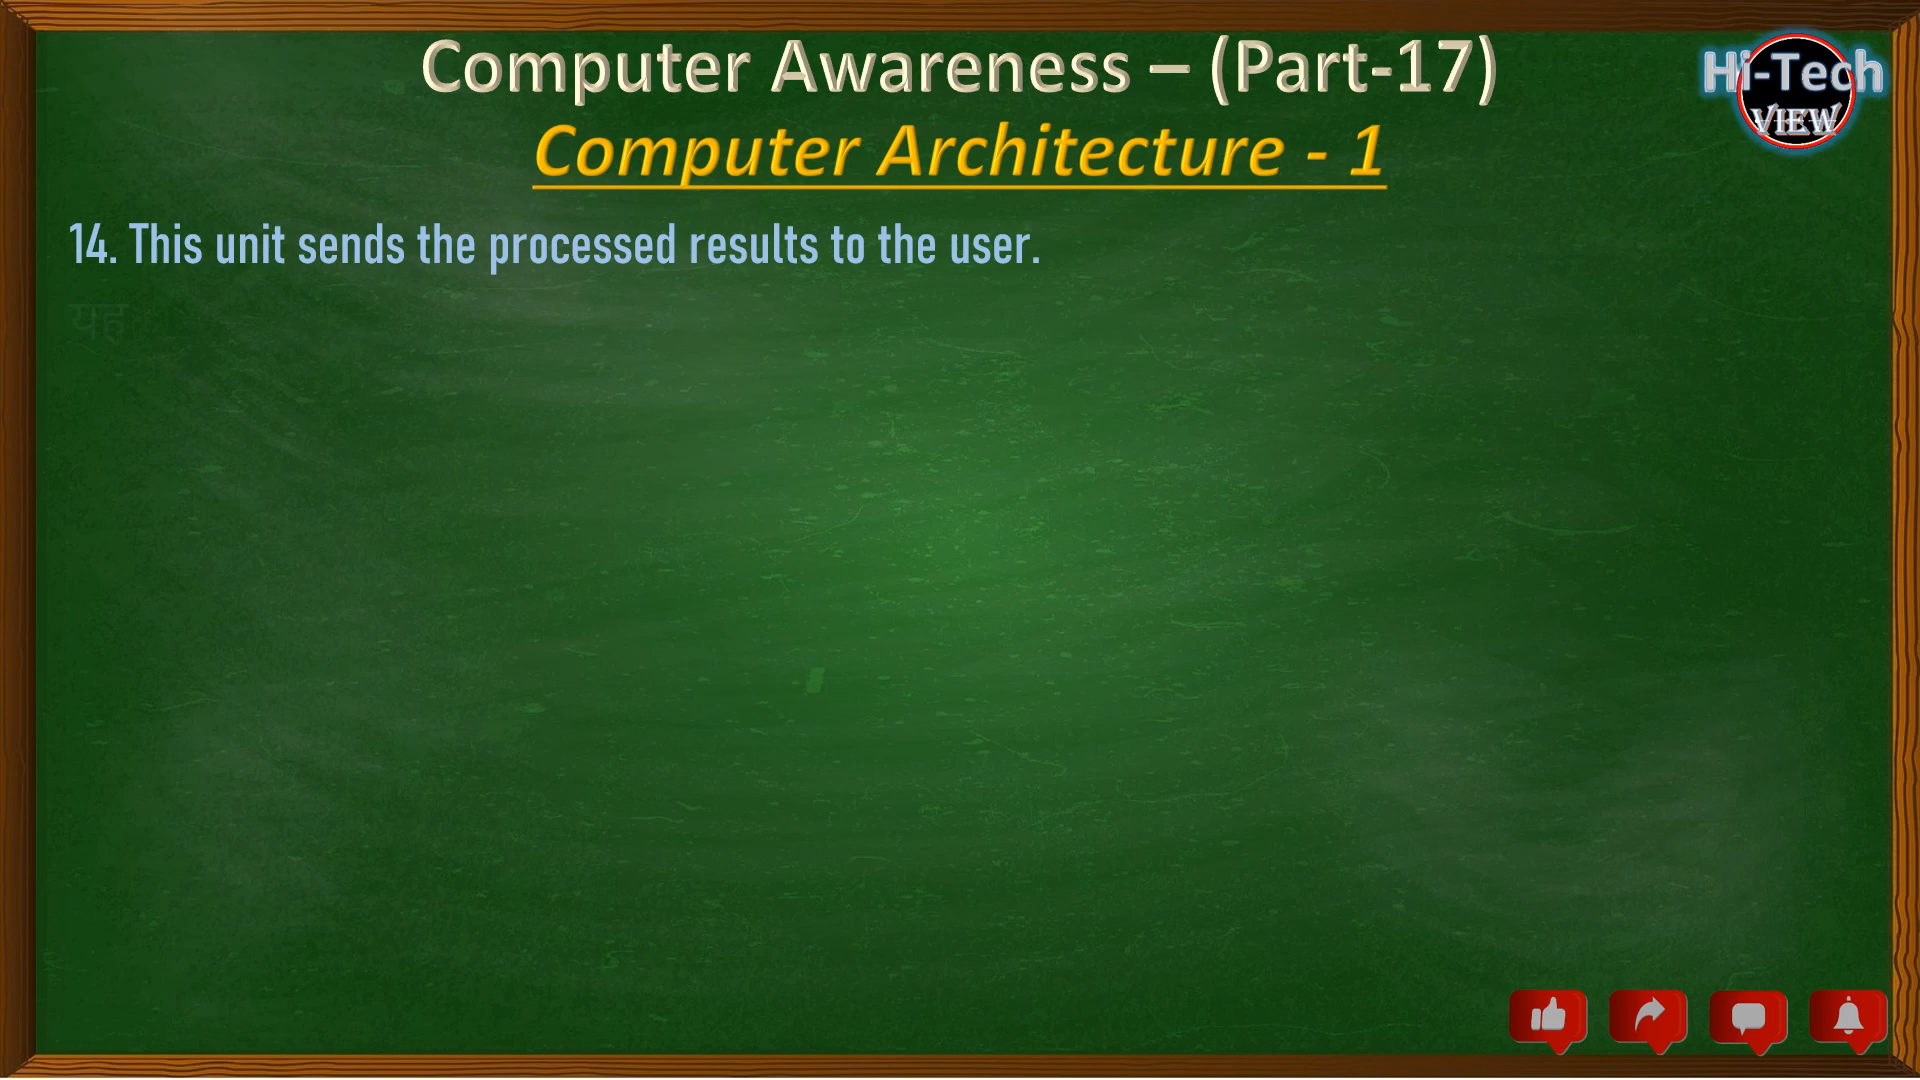 Computer Awareness – (Part-17)
Hi-Tech
VIEW
Computer Architecture - 1
14. This unit sends the processed results to the user.
यह